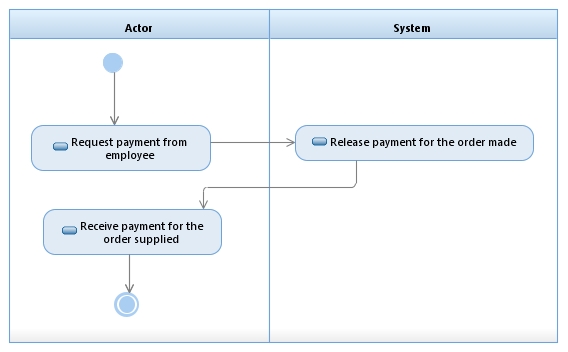 Actor
System
Request payment from
employee
Release payment for the order made
Receive payment for the
order supplied